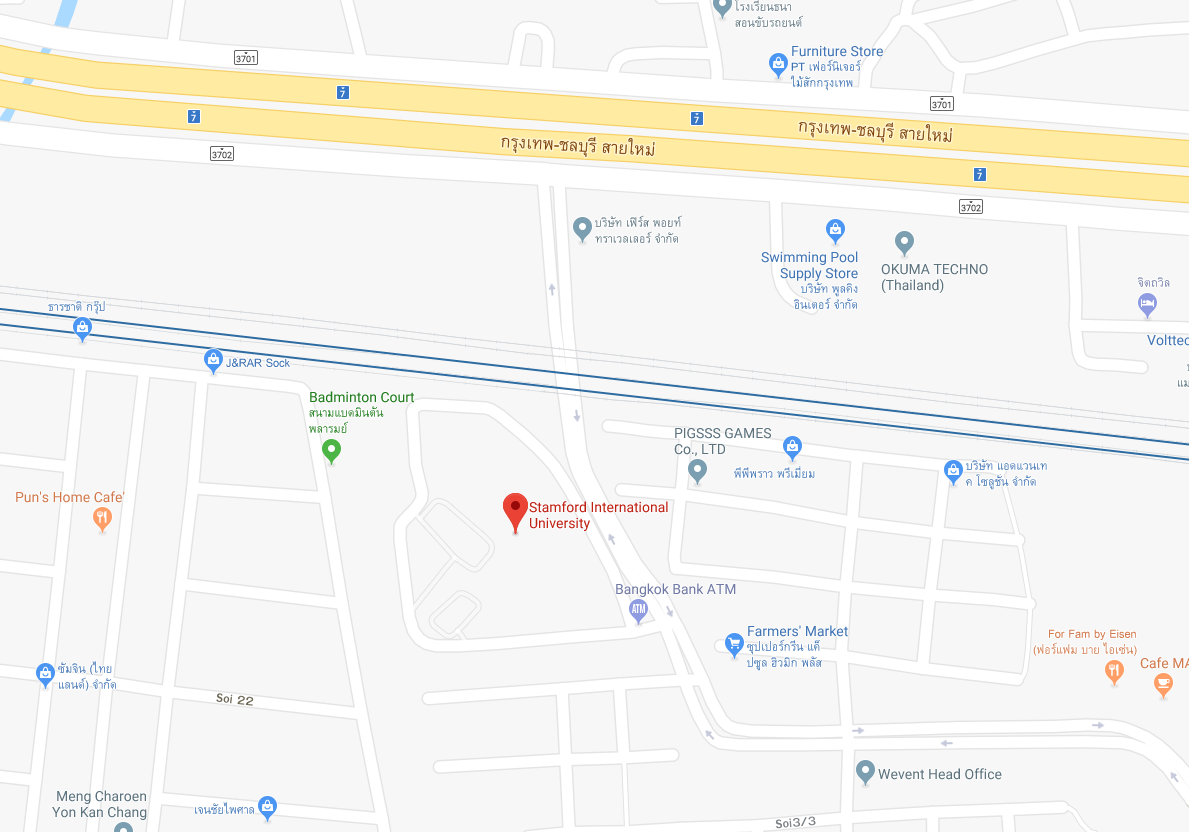 โรงเรียนธนา
สอนขับรถยนต์
Furniture Store
PT เฟอร์นิเจอร์
ไม้สักกรุงเทพ
3701
7
3701
7
7
กรุงเทพ-ชลบุรี สายใหม่
กรุงเทพ-ชลบุรี สายใหม่
3702
7
3702
บริษัท เฟิร์ส พอยท์
ทราเวลเลอร์ จำกัด
Swimming Pool
Supply Store
บริษัท พูลคิง
อินเตอร์ จำกัด
OKUMA TECHNO
(Thailand)
จิตถวิล
ธารชาติ กรุ๊ป
Volttec
J&RAR Sock
แม
Badminton Court
สนามแบดมินตัน
พลารมย์
PIGSSS GAMES
Co., LTD
พีพีพราว พรีเมี่ยม
บริษัท แอดแวนเท
ค โซลูชัน จำกัด
Pun's Home Cafe'
Stamford International
University
Bangkok Bank ATM
ATM
Farmers' Market
ซุปเปอร์กรีน แค็
ปซูล ฮิวมิก พลัส
For Fam by Eisen
(ฟอร์แฟม บาย ไอเซ่น)
Cafe MA
ซัมจิน (ไทย
แลนด์) จำกัด
Soi 22
Wevent Head Office
Meng Charoen
Yon Kan Chang
เจนชัยไพศาล
Soi3/3